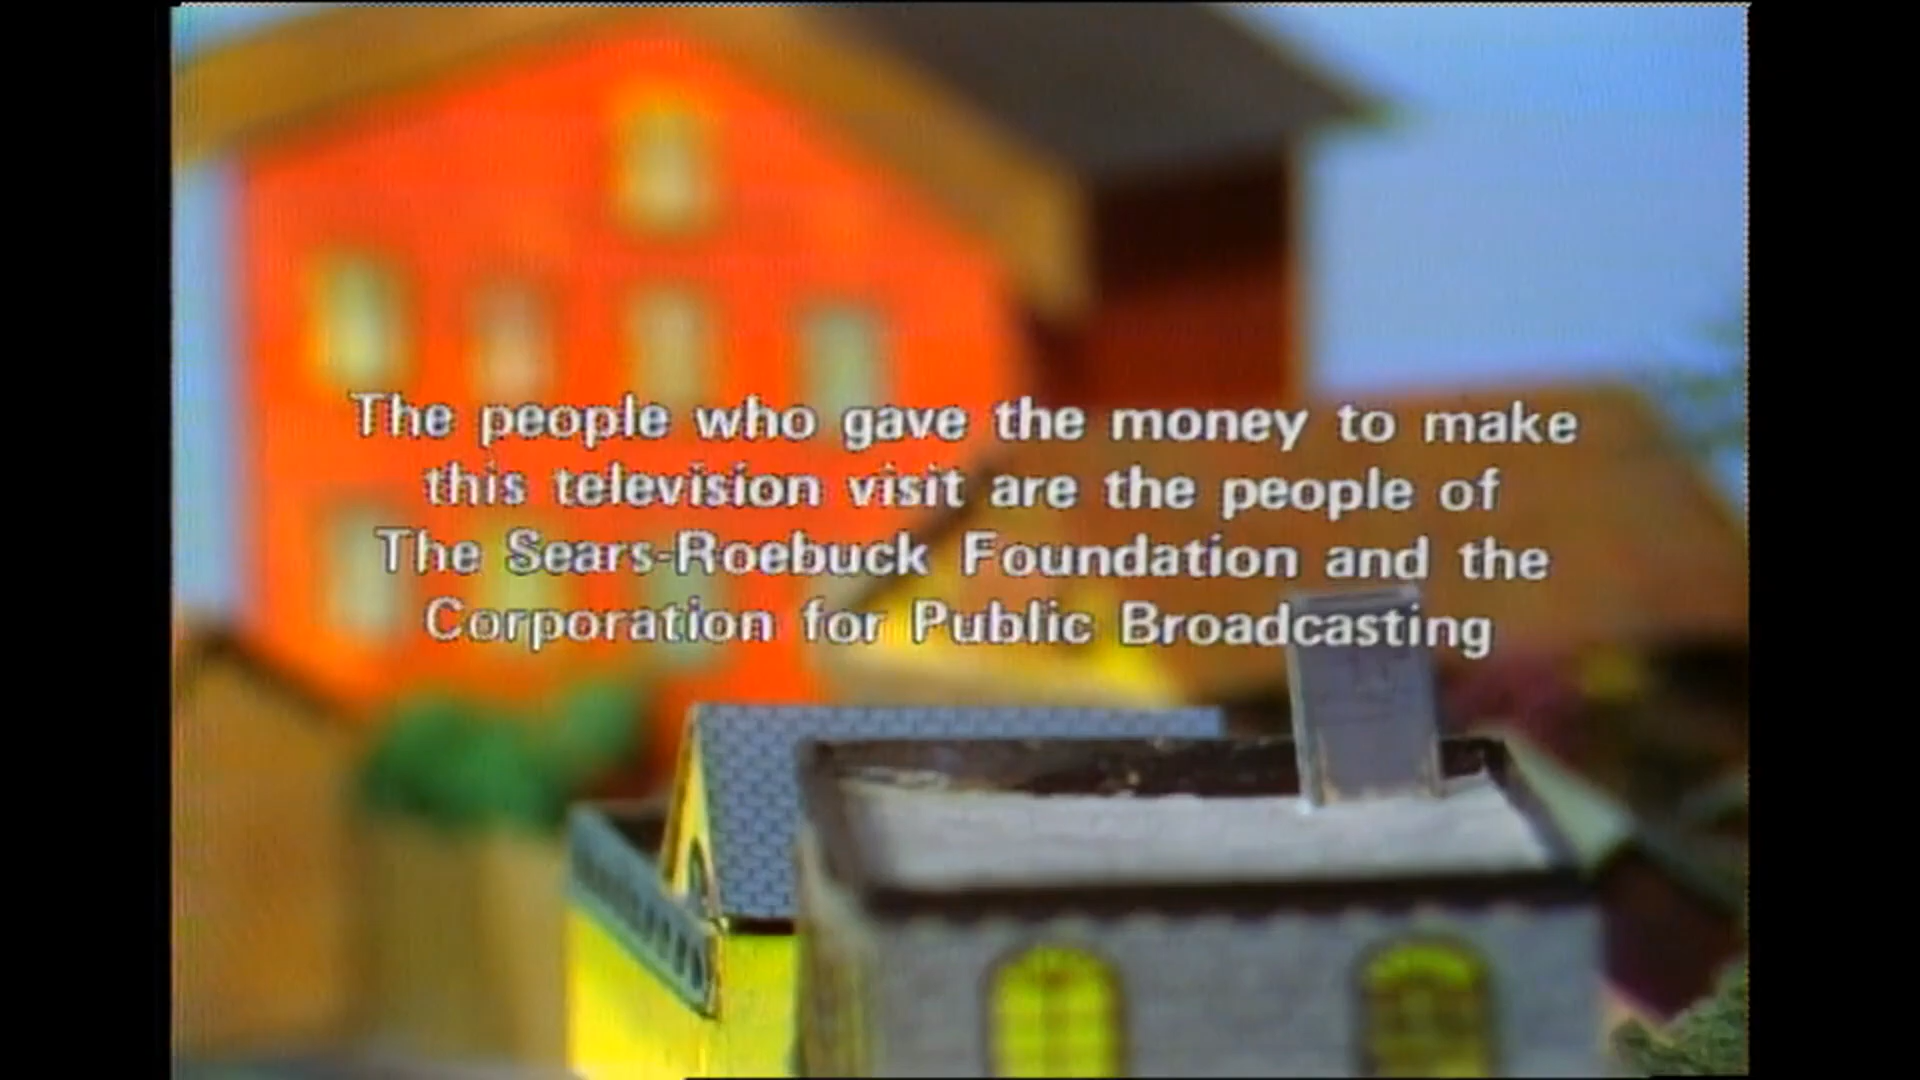 The people who gave the money to make
this television visit are the people of
The Sears-Roebuck Foundation and the
Corporation for Public Broadcasting